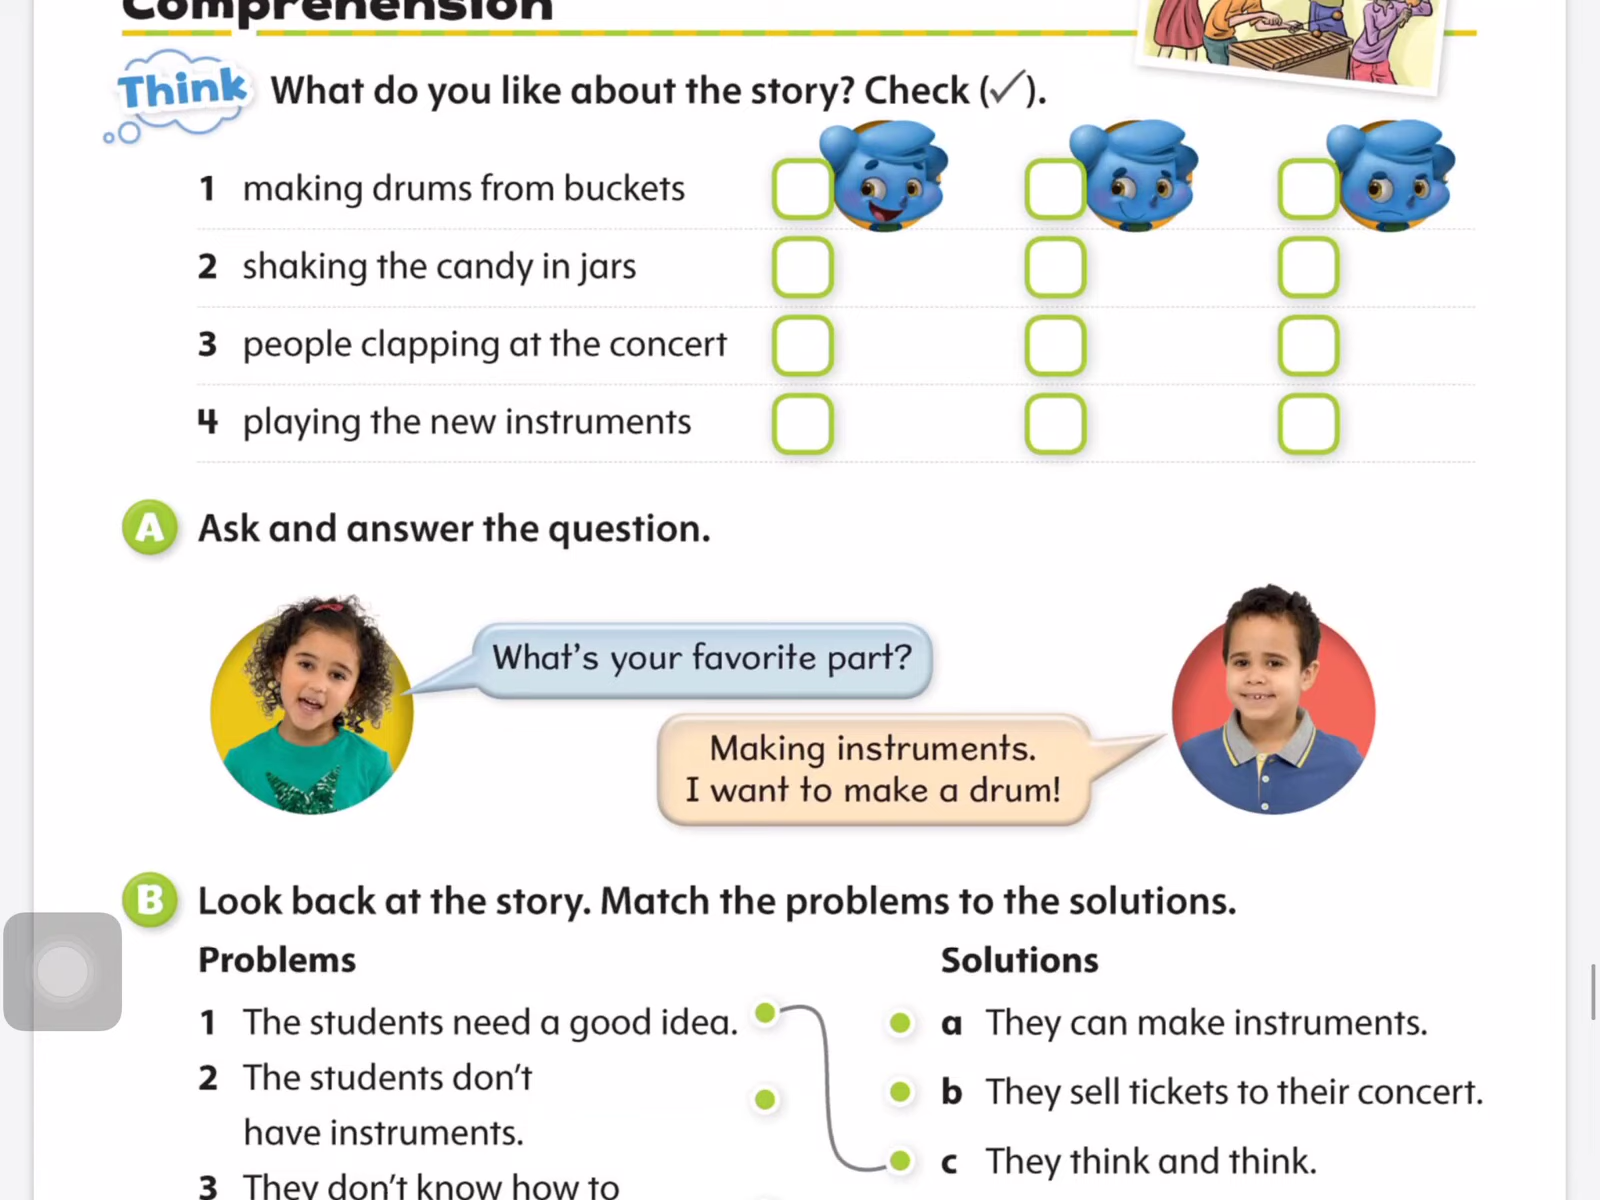 Comprehension
Think What do you like about the story? Check (✓).
1 making drums from buckets
2 shaking the candy in jars
3 people clapping at the concert
4 playing the new instruments
A Ask and answer the question.
What's your favorite part?
Making instruments.
I want to make a drum!
B Look back at the story. Match the problems to the solutions.
Problems
1 The students need a good idea.
2 The students don't
have instruments.
3 They don't know how to
Solutions
a They can make instruments.
b They sell tickets to their concert.
c They think and think.